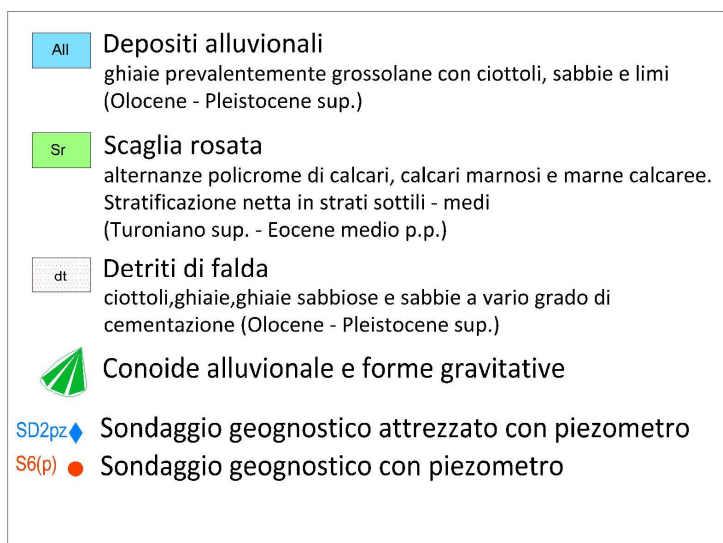 All Depositi alluvionali
ghiaie prevalentemente grossolane con ciottoli, sabbie e limi
(Olocene - Pleistocene sup.)
Sr Scaglia rosata
alternanze policrome di calcari, calcari marnosi e marne calcaree.
Stratificazione netta in strati sottili - medi
(Turoniano sup. - Eocene medio p.p.)
dt Detriti di falda
ciottoli,ghiaie,ghiaie sabbiose e sabbie a vario grado di
cementazione (Olocene - Pleistocene sup.)
Conoide alluvionale e forme gravitative
SD2pz Sondaggio geognostico attrezzato con piezometro
S6(p) Sondaggio geognostico con piezometro